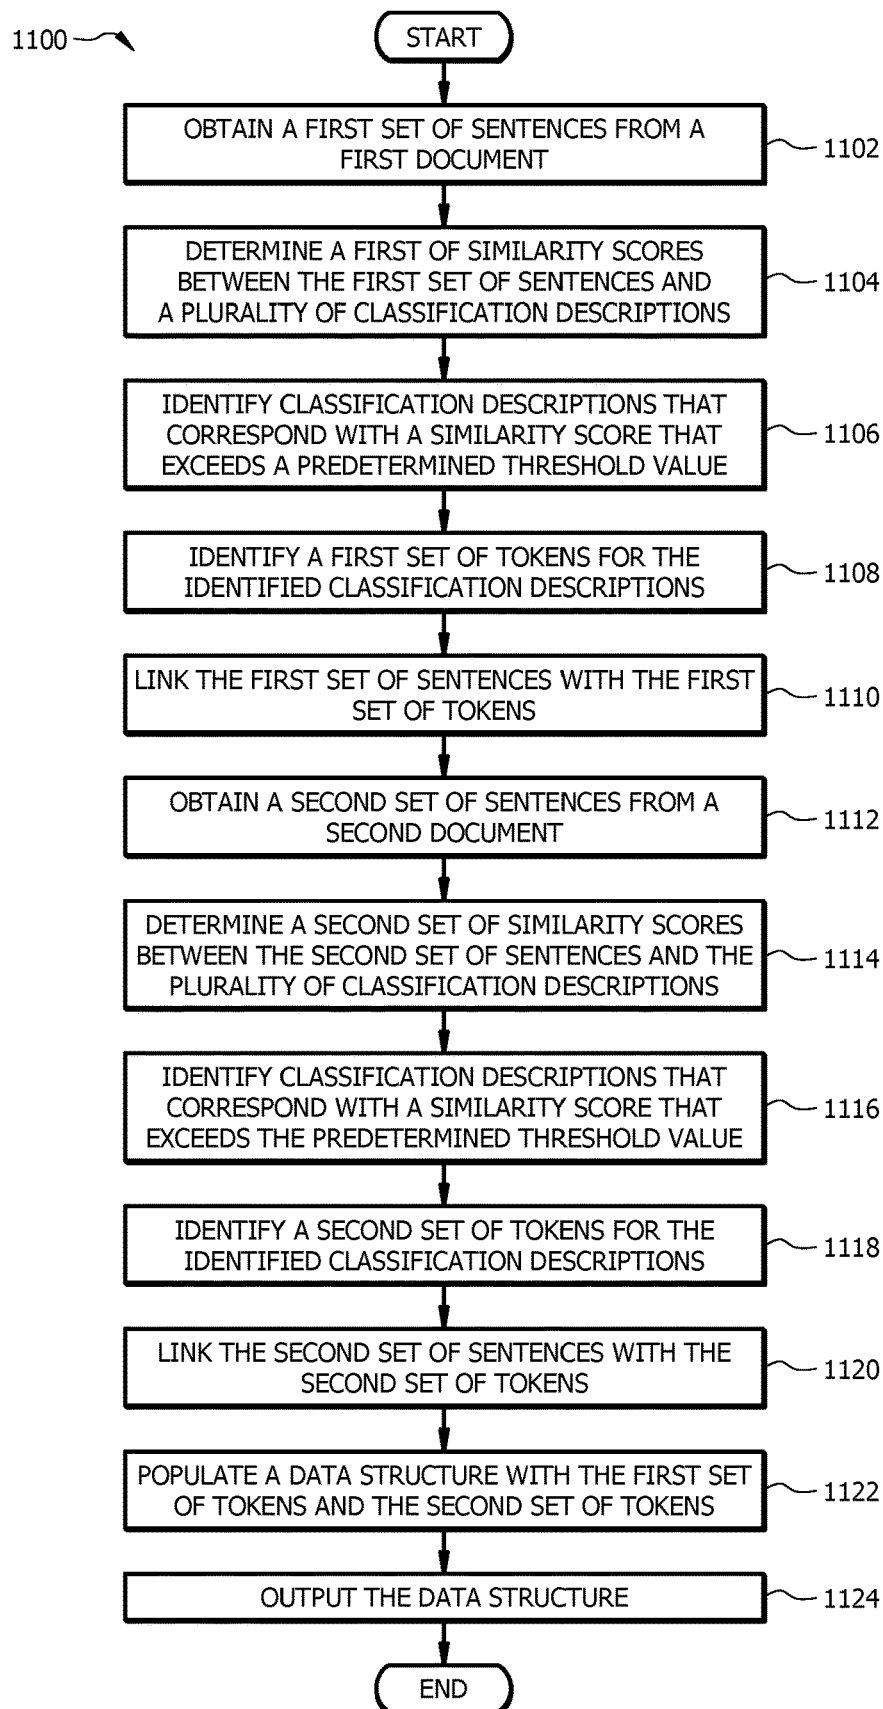 1100
START
OBTAIN A FIRST SET OF SENTENCES FROM A
FIRST DOCUMENT
1102
DETERMINE A FIRST OF SIMILARITY SCORES
BETWEEN THE FIRST SET OF SENTENCES AND
A PLURALITY OF CLASSIFICATION DESCRIPTIONS
1104
IDENTIFY CLASSIFICATION DESCRIPTIONS THAT
CORRESPOND WITH A SIMILARITY SCORE THAT
EXCEEDS A PREDETERMINED THRESHOLD VALUE
1106
IDENTIFY A FIRST SET OF TOKENS FOR THE
IDENTIFIED CLASSIFICATION DESCRIPTIONS
1108
LINK THE FIRST SET OF SENTENCES WITH THE FIRST
SET OF TOKENS
1110
OBTAIN A SECOND SET OF SENTENCES FROM A
SECOND DOCUMENT
1112
DETERMINE A SECOND SET OF SIMILARITY SCORES
BETWEEN THE SECOND SET OF SENTENCES AND THE
PLURALITY OF CLASSIFICATION DESCRIPTIONS
1114
IDENTIFY CLASSIFICATION DESCRIPTIONS THAT
CORRESPOND WITH A SIMILARITY SCORE THAT
EXCEEDS THE PREDETERMINED THRESHOLD VALUE
1116
IDENTIFY A SECOND SET OF TOKENS FOR THE
IDENTIFIED CLASSIFICATION DESCRIPTIONS
1118
LINK THE SECOND SET OF SENTENCES WITH THE
SECOND SET OF TOKENS
1120
POPULATE A DATA STRUCTURE WITH THE FIRST SET
OF TOKENS AND THE SECOND SET OF TOKENS
1122
OUTPUT THE DATA STRUCTURE
1124
END